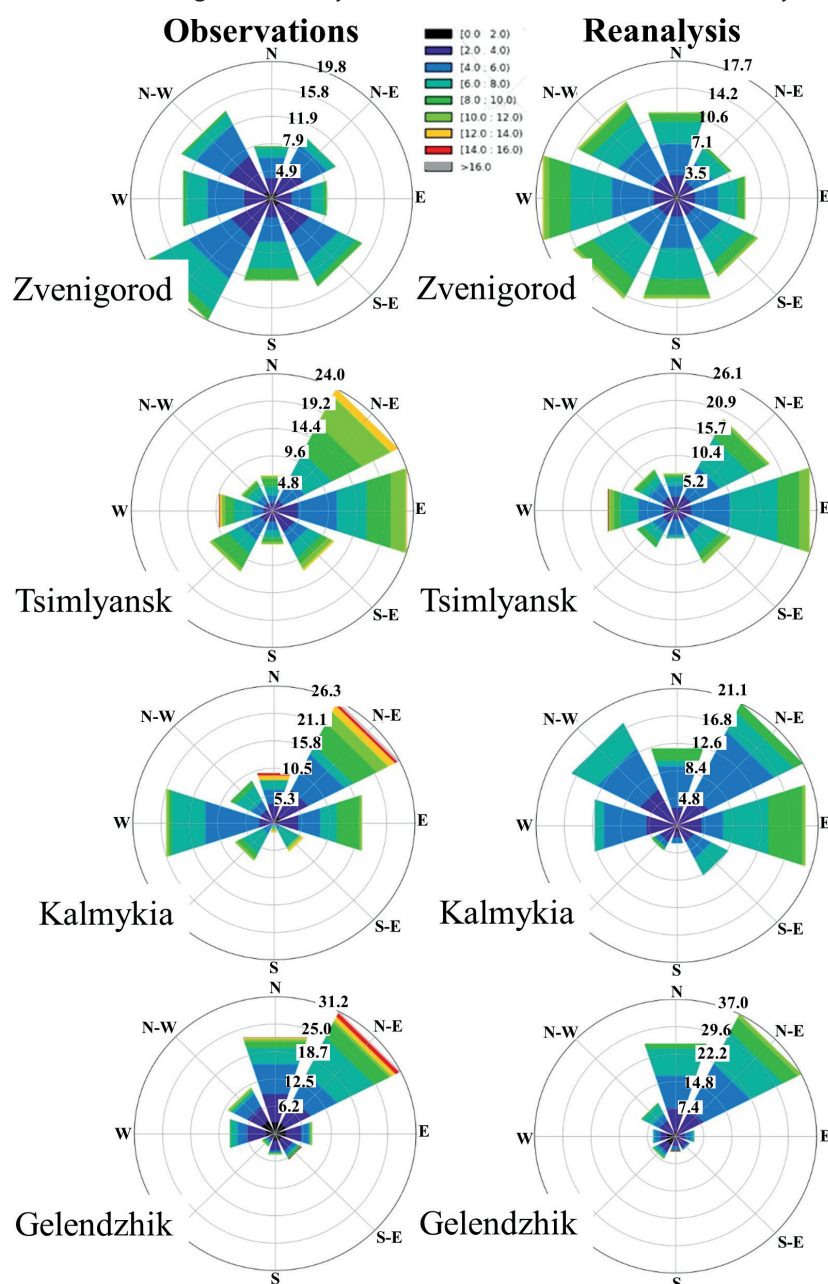 Observations
Reanalysis
[0.0 : 2.0)
[2.0 : 4.0)
[4.0 : 6.0)
[6.0 : 8.0)
[8.0 : 10.0)
[10.0 : 12.0)
[12.0 : 14.0)
[14.0 : 16.0)
>16.0
N
N-W
N-E
W
E
S-E
S
19.8
15.8
11.9
7.9
4.9
Zvenigorod
N
N-W
N-E
W
E
S-E
S
17.7
14.2
10.6
7.1
3.5
Zvenigorod
N
N-W
N-E
W
E
S-E
S
24.0
19.2
14.4
9.6
4.8
Tsimlyansk
N
N-W
N-E
W
E
S-E
S
26.1
20.9
15.7
10.4
5.2
Tsimlyansk
N
N-W
N-E
W
E
S-E
S
26.3
21.1
15.8
10.5
5.3
Kalmykia
N
N-W
N-E
W
E
S-E
S
21.1
16.8
12.6
8.4
4.8
Kalmykia
N
N-W
N-E
W
E
S-E
S
31.2
25.0
18.7
12.5
6.2
Gelendzhik
N
N-W
N-E
W
E
S-E
S
37.0
29.6
22.2
14.8
7.4
Gelendzhik